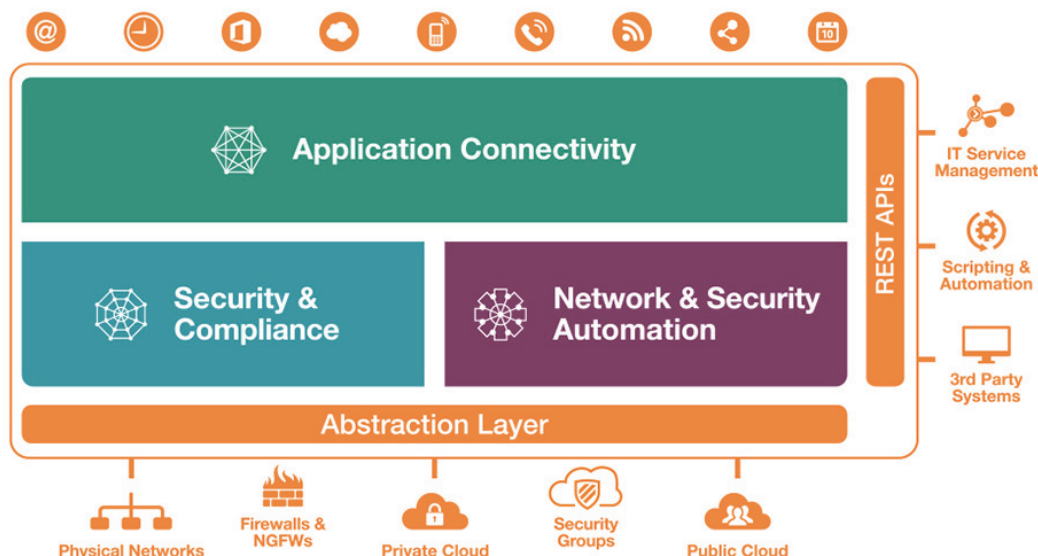 10
Application Connectivity
Security &
Compliance
Network & Security
Automation
REST APIs
IT Service
Management
Scripting &
Automation
3rd Party
Systems
Abstraction Layer
Physical Networks
Firewalls &
NGFWs
Private Cloud
Security
Groups
Public Cloud